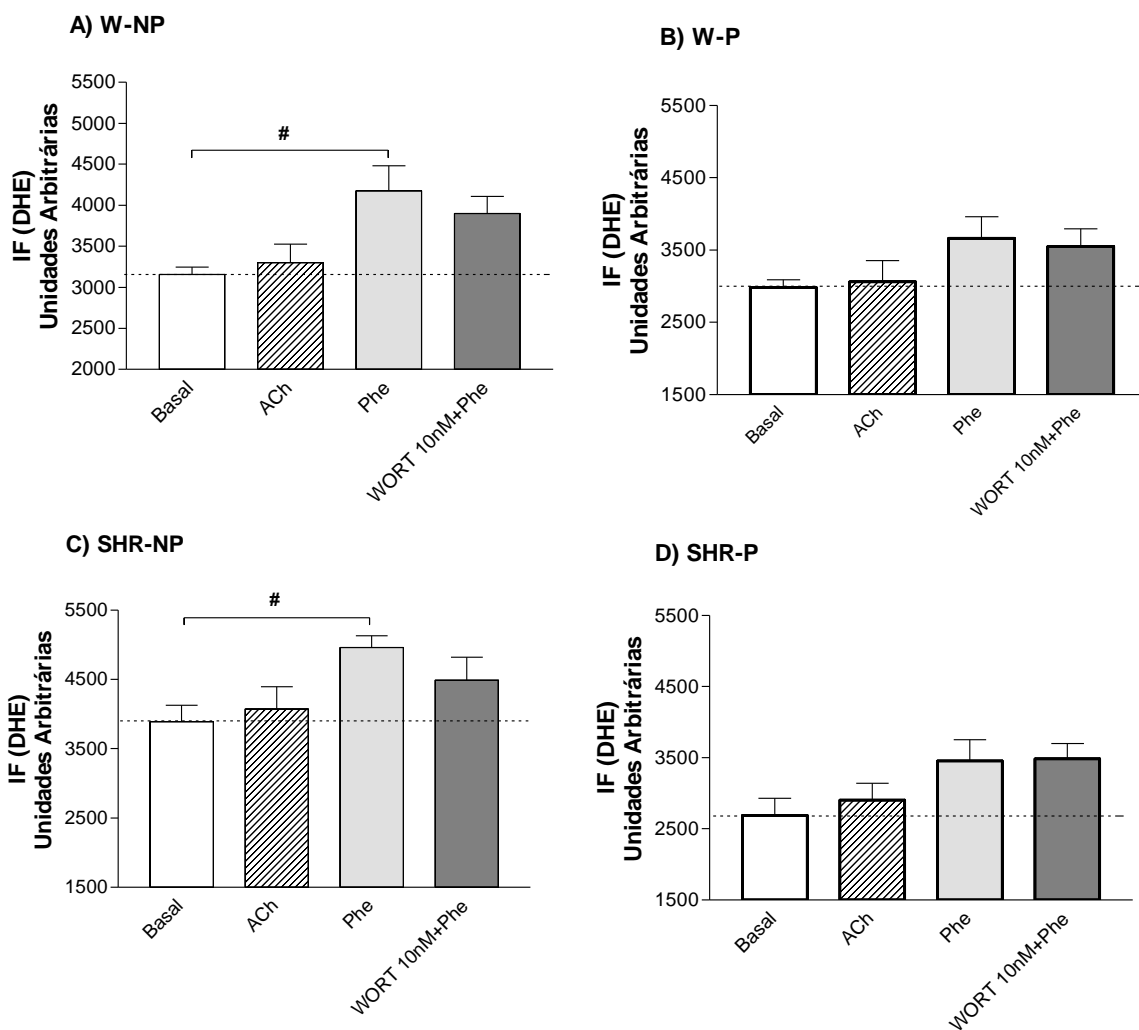 A) W-NP
5500
5000
4500
4000
3500
3000
2500
2000
IF (DHE)
Unidades Arbitrárias
#
Basal
ACh
Phe
WORT 10nM+Phe
B) W-P
5500
4500
3500
2500
1500
IF (DHE)
Unidades Arbitrárias
Basal
ACh
Phe
WORT 10nM+Phe
C) SHR-NP
5500
4500
3500
2500
1500
IF (DHE)
Unidades Arbitrárias
#
Basal
ACh
Phe
WORT 10nM+Phe
D) SHR-P
5500
4500
3500
2500
1500
IF (DHE)
Unidades Arbitrárias
Basal
ACh
Phe
WORT 10nM+Phe